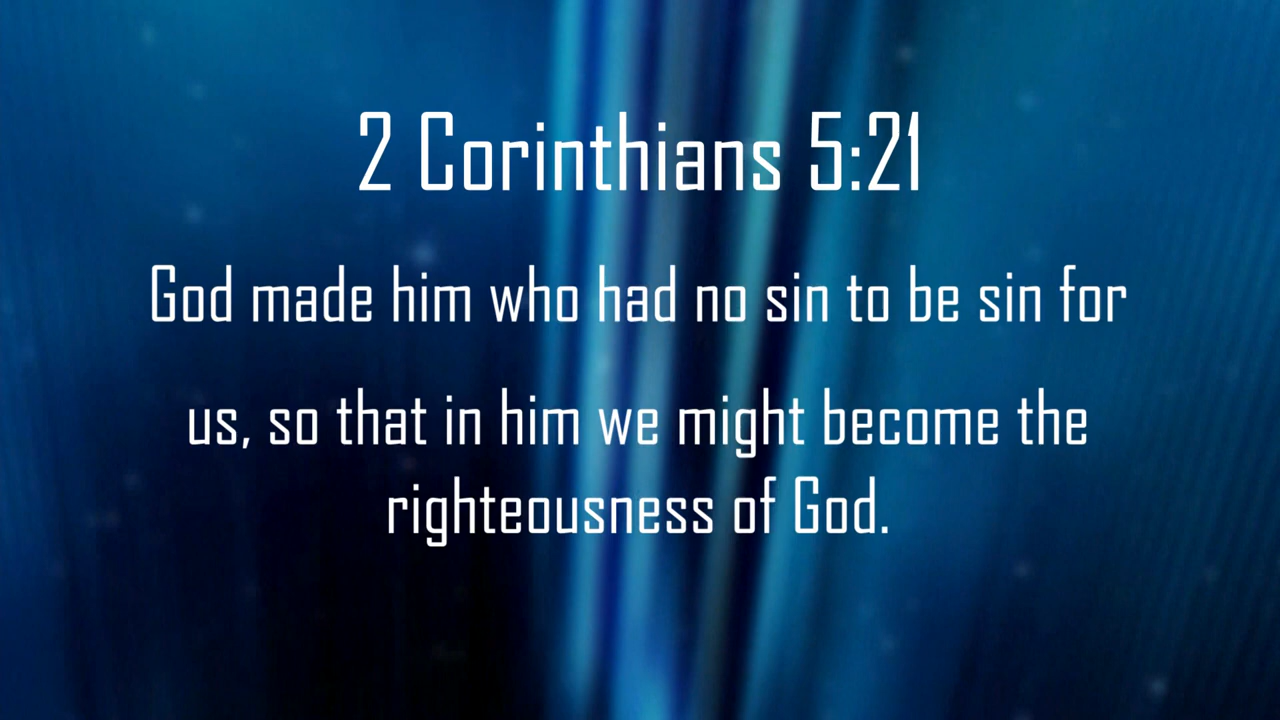 2 Corinthians 5:21
God made him who had no sin to be sin for
us, so that in him we might become the
righteousness of God.